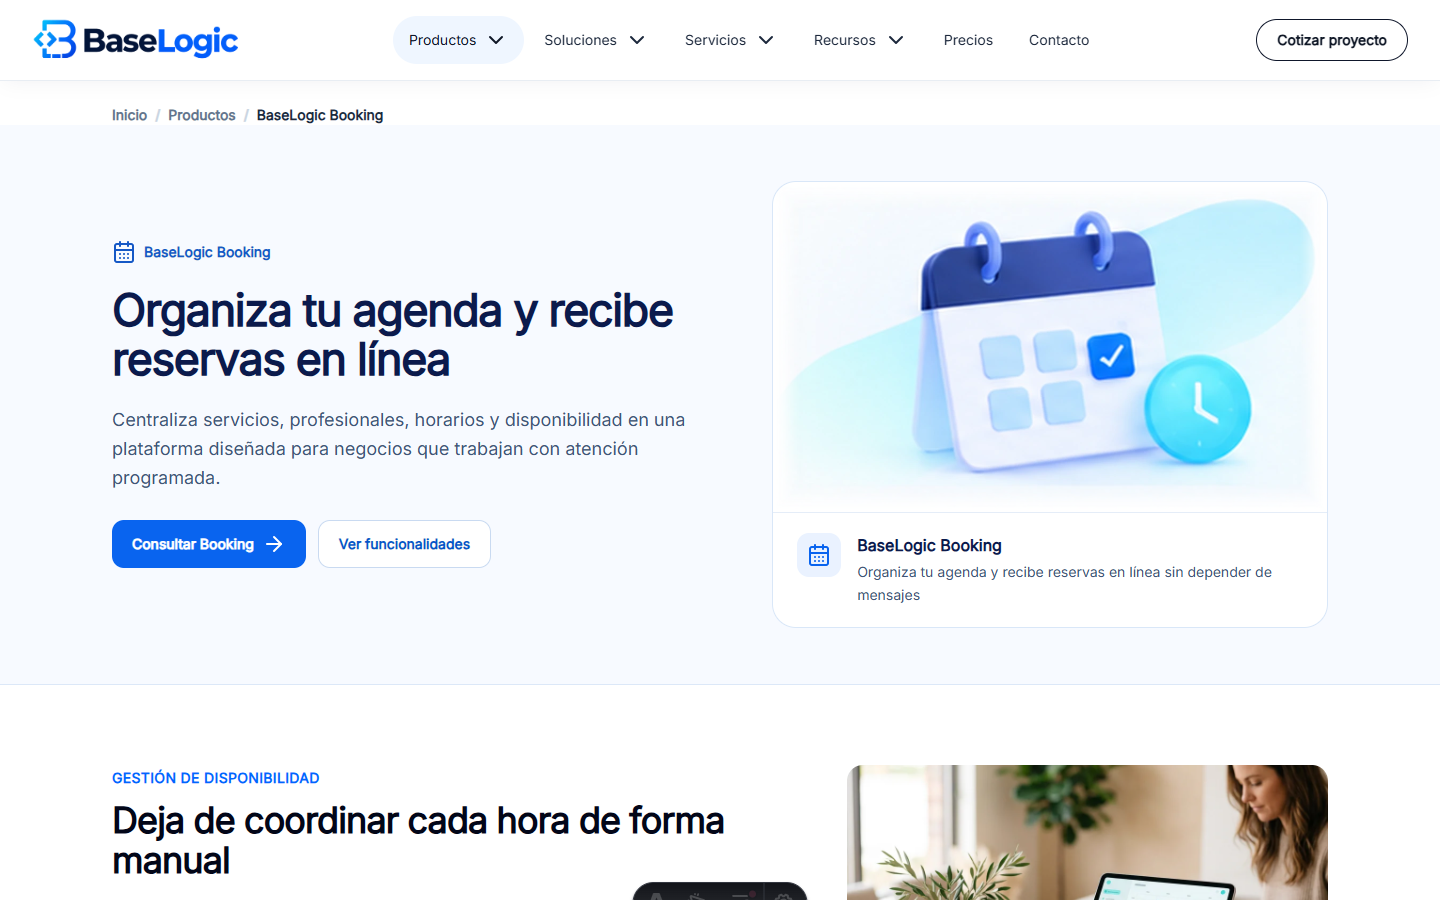 BaseLogic
Productos
Soluciones
Servicios
Recursos
Precios
Contacto
Cotizar proyecto
Inicio / Productos / BaseLogic Booking
BaseLogic Booking
Organiza tu agenda y recibe
reservas en línea
Centraliza servicios, profesionales, horarios y disponibilidad en una
plataforma diseñada para negocios que trabajan con atención
programada.
Consultar Booking
Ver funcionalidades
BaseLogic Booking
Organiza tu agenda y recibe reservas en línea sin depender de
mensajes
GESTIÓN DE DISPONIBILIDAD
Deja de coordinar cada hora de forma
manual